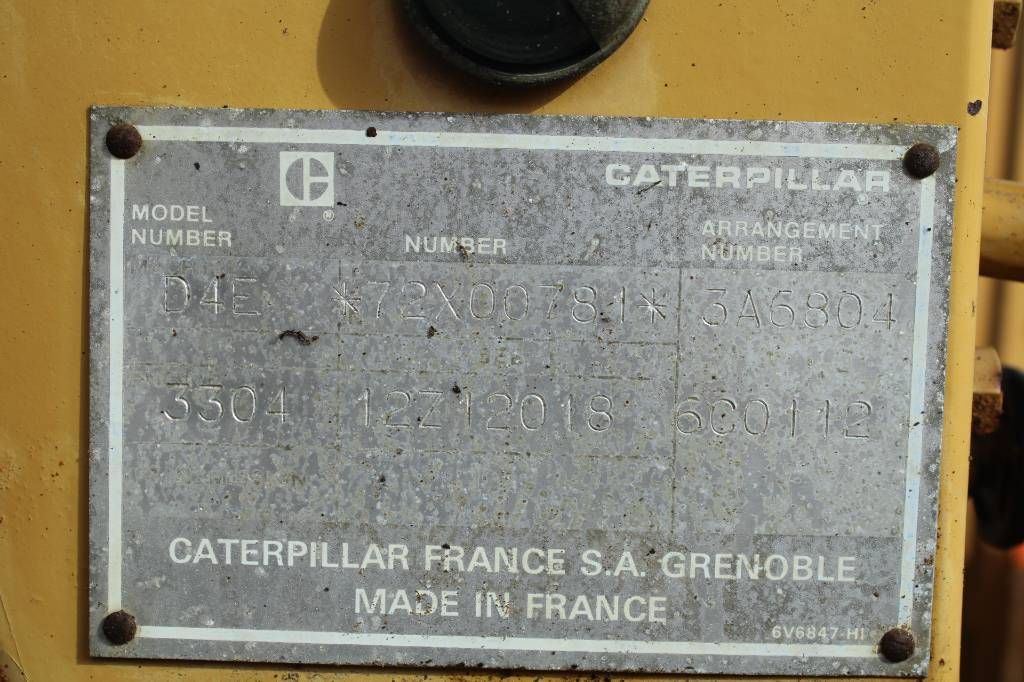 CATERPILLAR
®
MODEL NUMBER
NUMBER
ARRANGEMENT NUMBER
D4E *72X00781* 3A6804
3304 12Z12018 6C0112
CATERPILLAR FRANCE S.A. GRENOBLE
MADE IN FRANCE
6V6847-HI